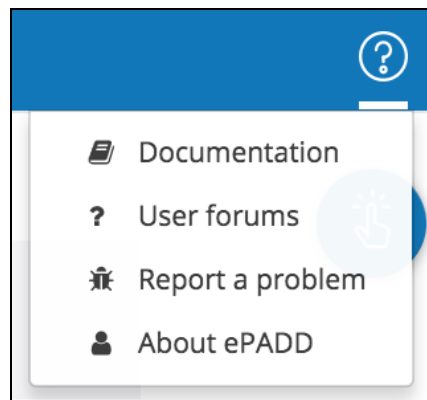 Documentation
User forums
Report a problem
About ePADD